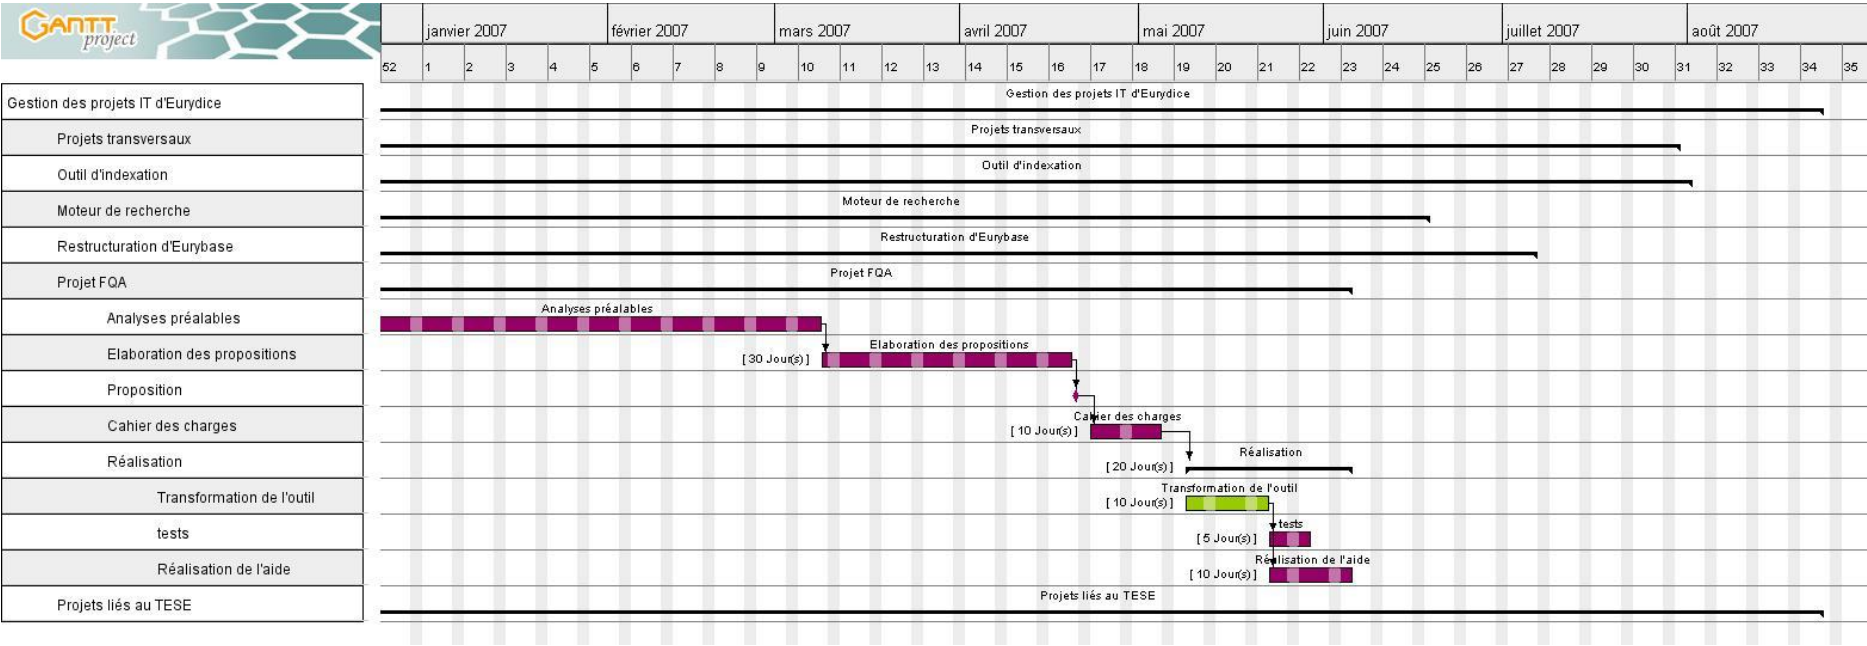 GANTT
project
janvier 2007 février 2007 mars 2007 avril 2007 mai 2007 juin 2007 juillet 2007 août 2007
52 1 2 3 4 5 6 7 8 9 10 11 12 13 14 15 16 17 18 19 20 21 22 23 24 25 26 27 28 29 30 31 32 33 34 35
Gestion des projets IT d'Eurydice Gestion des projets IT d'Eurydice
Projets transversaux Projets transversaux
Outil d'indexation Outil d'indexation
Moteur de recherche Moteur de recherche
Restructuration d'Eurybase Restructuration d'Eurybase
Projet FQA Projet FQA
Analyses préalables Analyses préalables
Elaboration des propositions [ 30 Jour(s) ] Elaboration des propositions
Proposition
Cahier des charges [ 10 Jour(s) ] Cahier des charges
Réalisation [ 20 Jour(s) ] Réalisation
Transformation de l'outil [ 10 Jour(s) ] Transformation de l'outil
tests [ 5 Jour(s) ] tests
Réalisation de l'aide [ 10 Jour(s) ] Réalisation de l'aide
Projets liés au TESE Projets liés au TESE